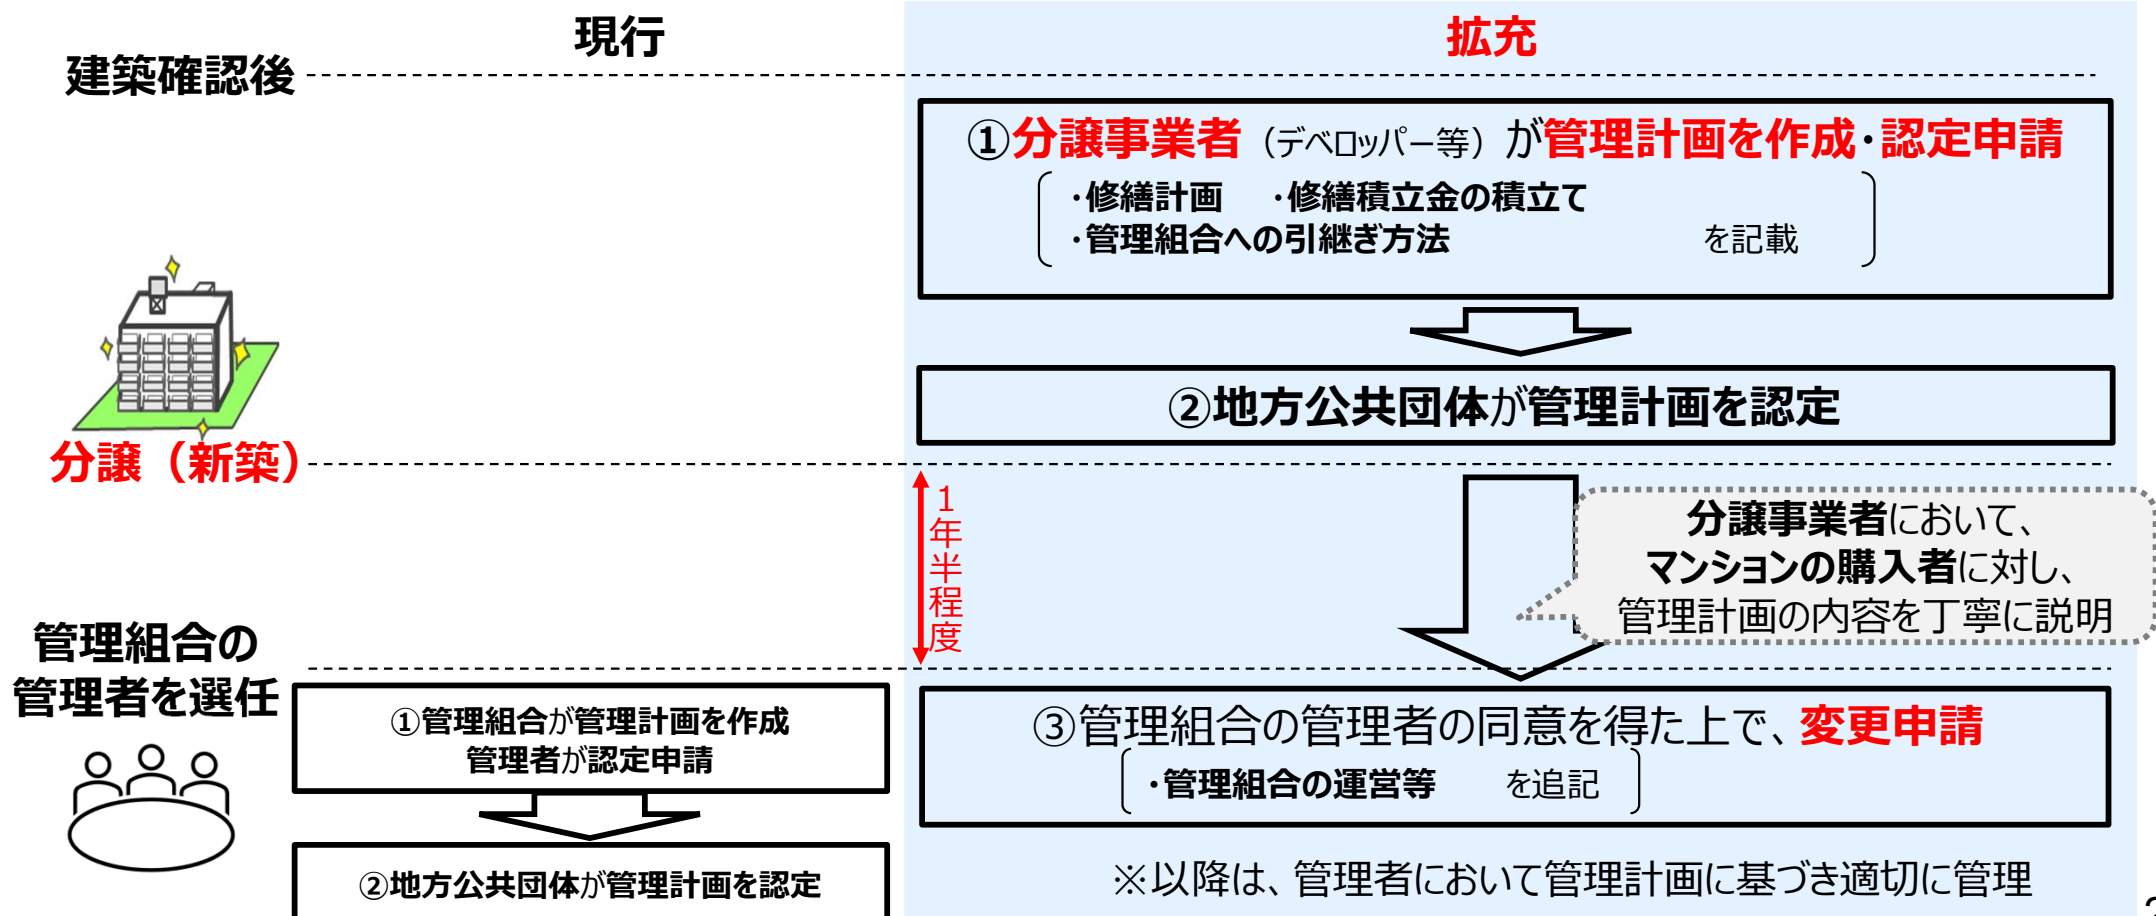 現行
拡充
建築確認後
①分譲事業者（デベロッパー等）が管理計画を作成・認定申請
・修繕計画　・修繕積立金の積立て
・管理組合への引継ぎ方法　を記載
②地方公共団体が管理計画を認定
分譲（新築）
1年半程度
分譲事業者において、
マンションの購入者に対し、
管理計画の内容を丁寧に説明
管理組合の
管理者を選任
①管理組合が管理計画を作成
管理者が認定申請
②地方公共団体が管理計画を認定
③管理組合の管理者の同意を得た上で、変更申請
・管理組合の運営等　を追記
※以降は、管理者において管理計画に基づき適切に管理